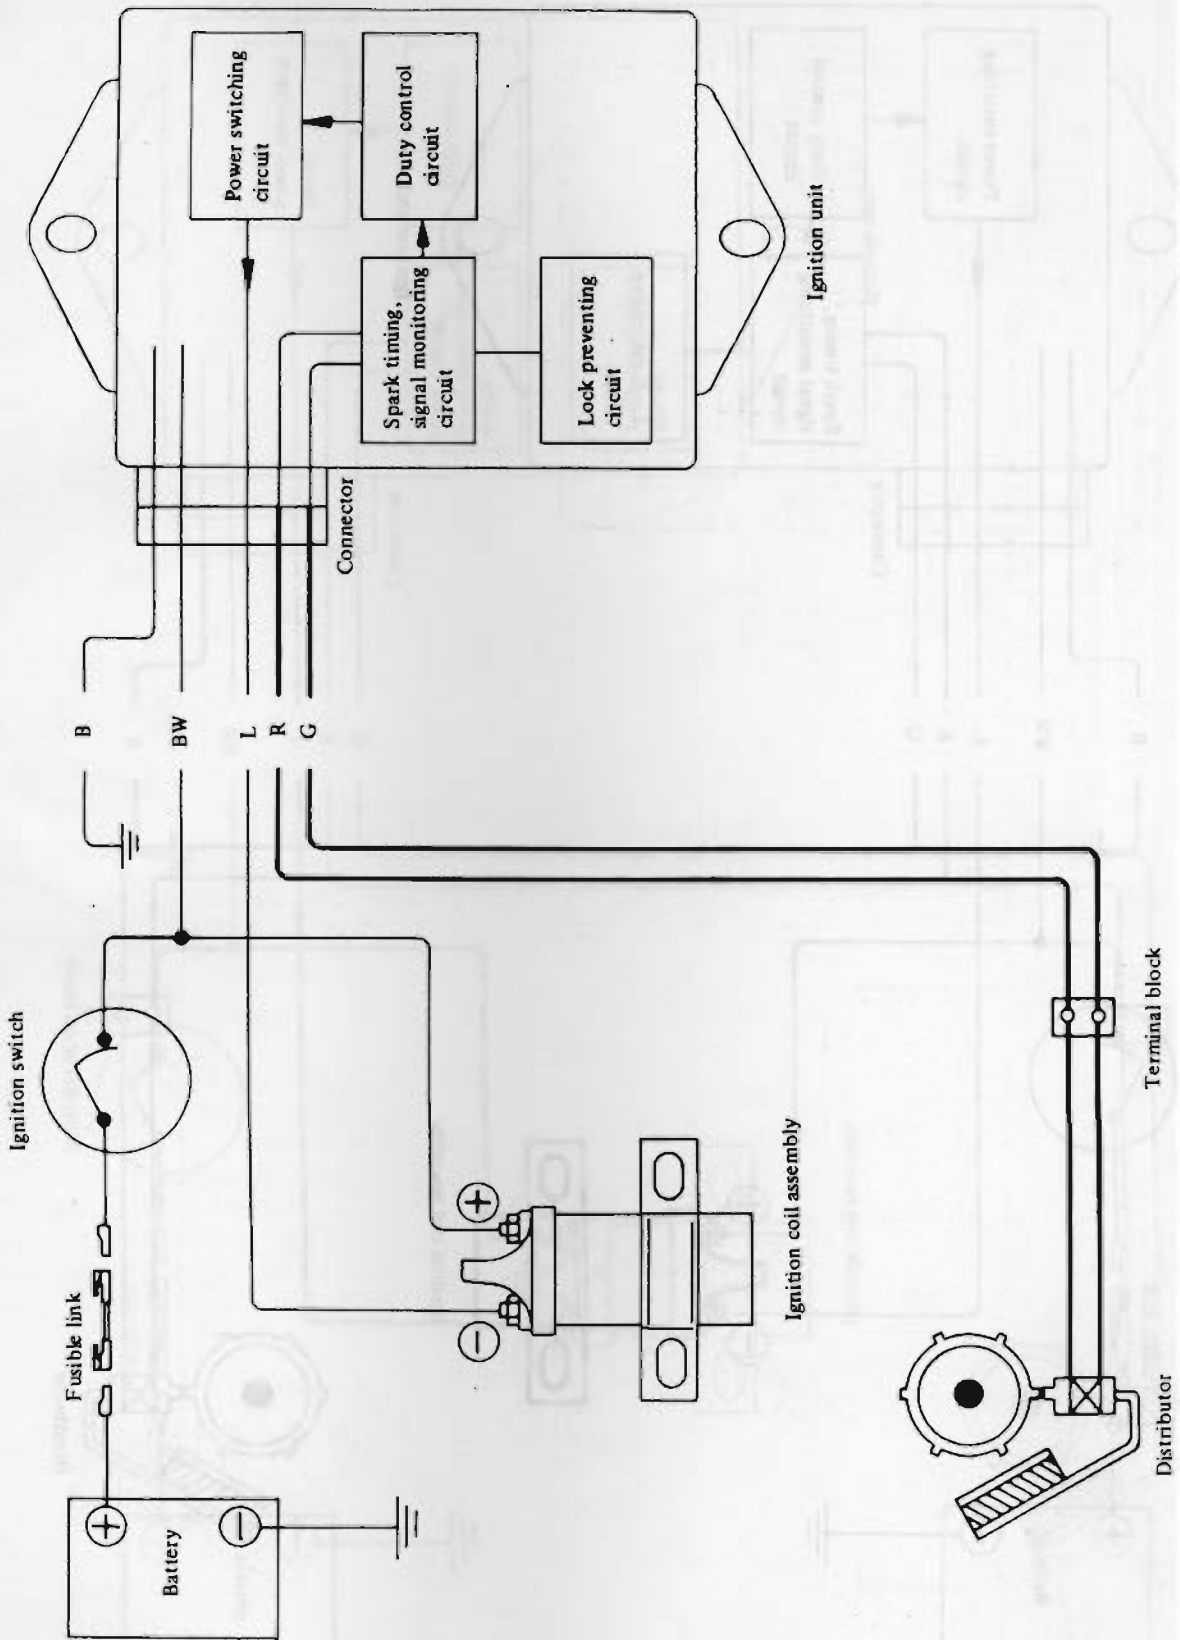 Battery
Fusible link
Ignition switch
B
BW
L
R
G
Connector
Power switching
circuit
Duty control
circuit
Spark timing,
signal monitoring
circuit
Lock preventing
circuit
Ignition unit
+
−
Ignition coil assembly
Terminal block
Distributor
+
−